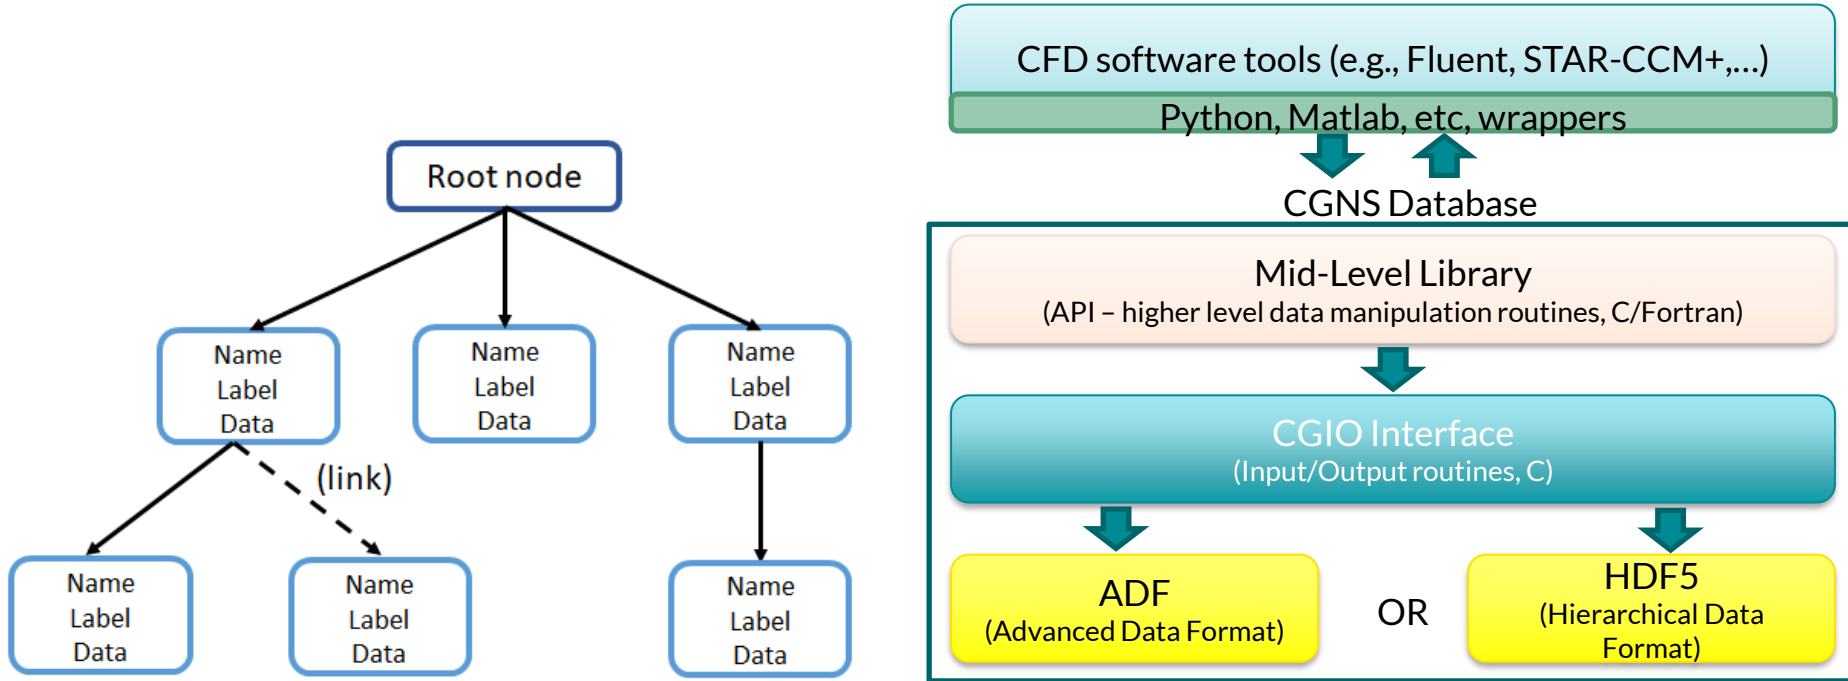 Root node
Name
Label
Data
Name
Label
Data
Name
Label
Data
(link)
Name
Label
Data
Name
Label
Data
Name
Label
Data
CFD software tools (e.g., Fluent, STAR-CCM+,...)
Python, Matlab, etc, wrappers
CGNS Database
Mid-Level Library
(API – higher level data manipulation routines, C/Fortran)
CGIO Interface
(Input/Output routines, C)
ADF
(Advanced Data Format)
OR
HDF5
(Hierarchical Data
Format)